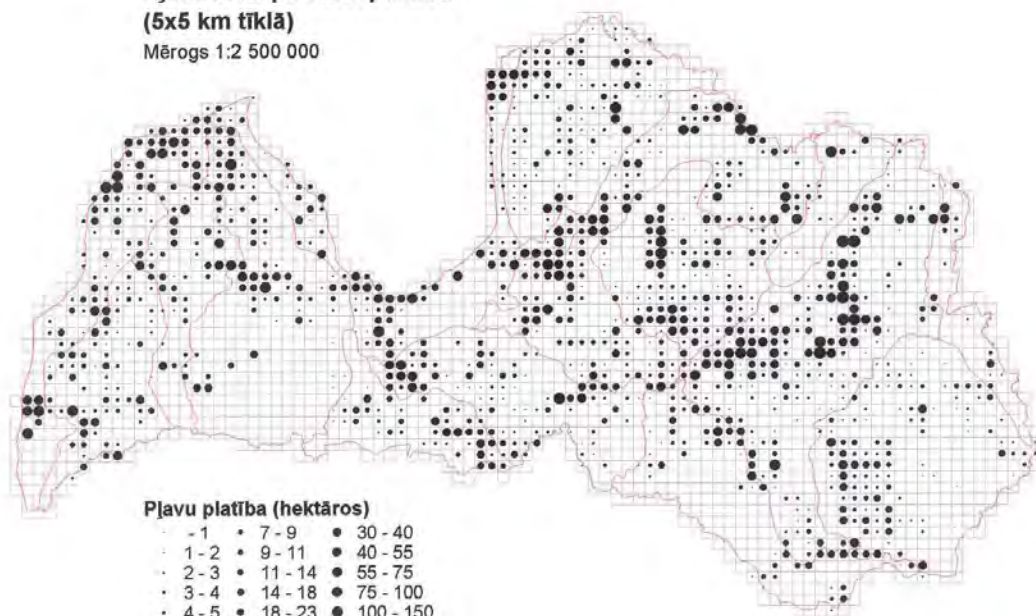 (5x5 km tīklā)
Mērogs 1:2 500 000
Pļavu platība (hektāros)
- 1 7 - 9 30 - 40
1 - 2 9 - 11 40 - 55
2 - 3 11 - 14 55 - 75
3 - 4 14 - 18 75 - 100
4 - 5 18 - 23 100 - 150